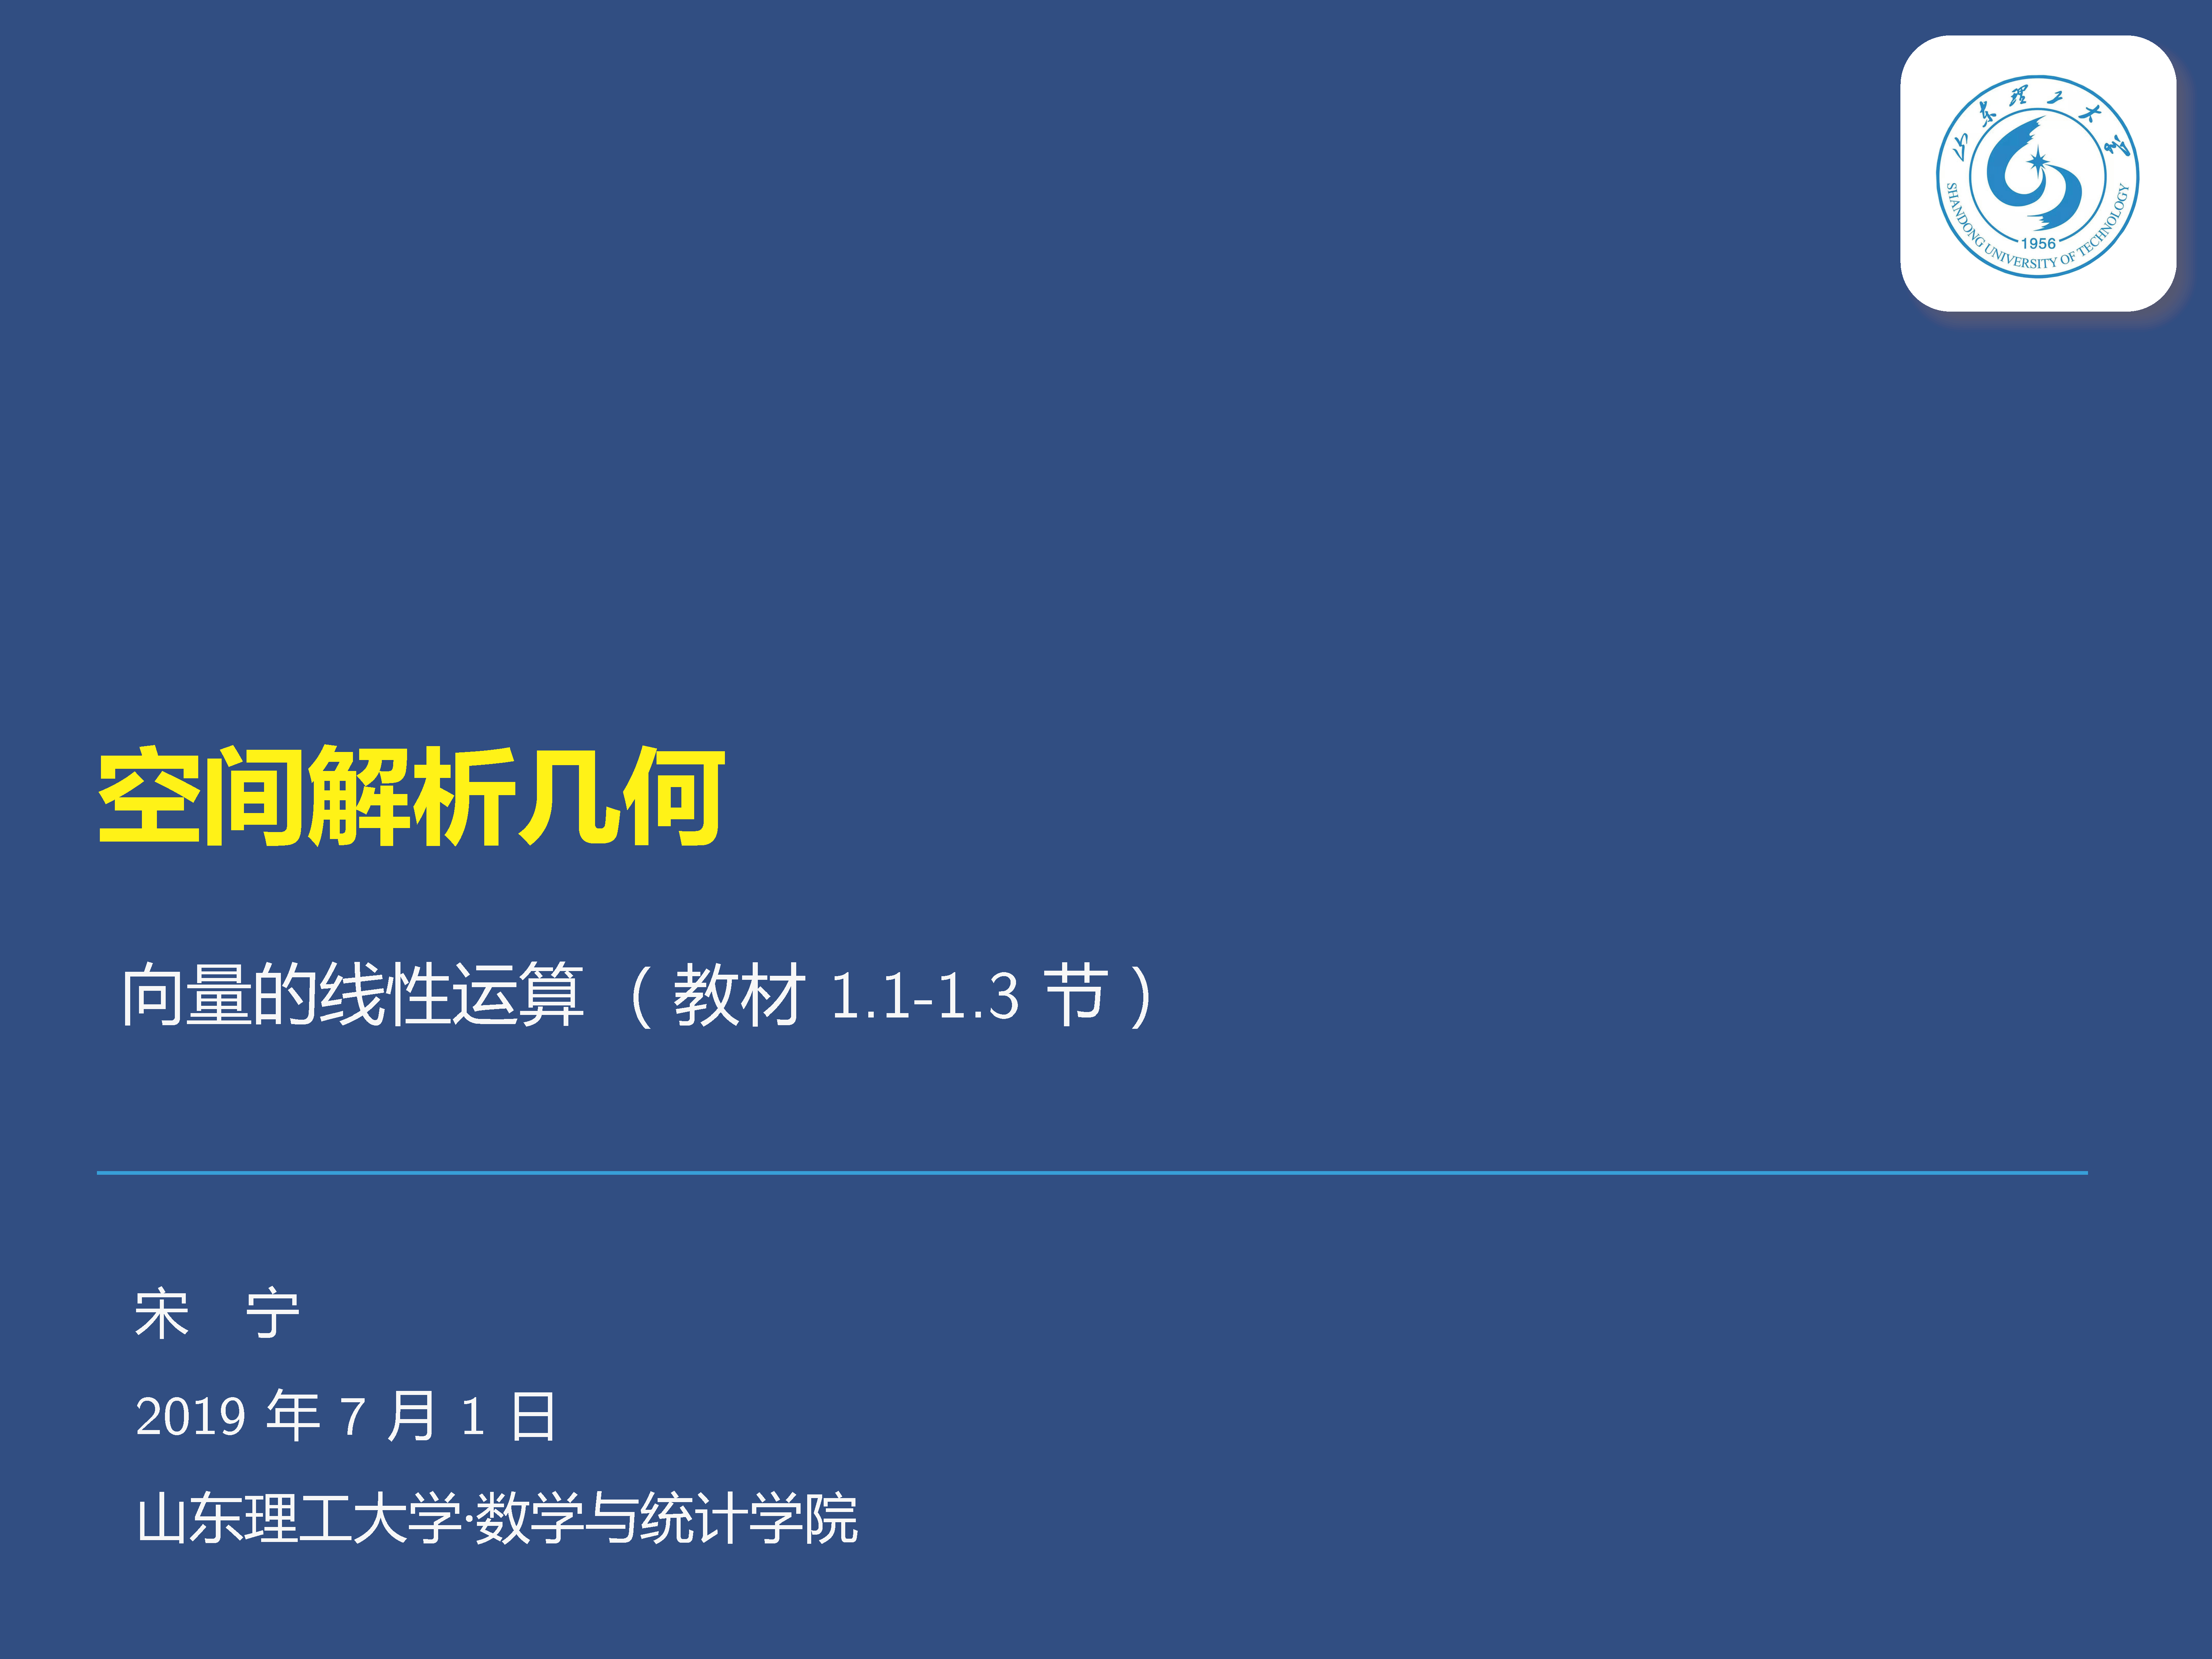 山东理工大学
1956
SHANDONG UNIVERSITY OF TECHNOLOGY
空间解析几何
向量的线性运算（教材 1.1-1.3 节）
宋 宁
2019 年 7 月 1 日
山东理工大学·数学与统计学院